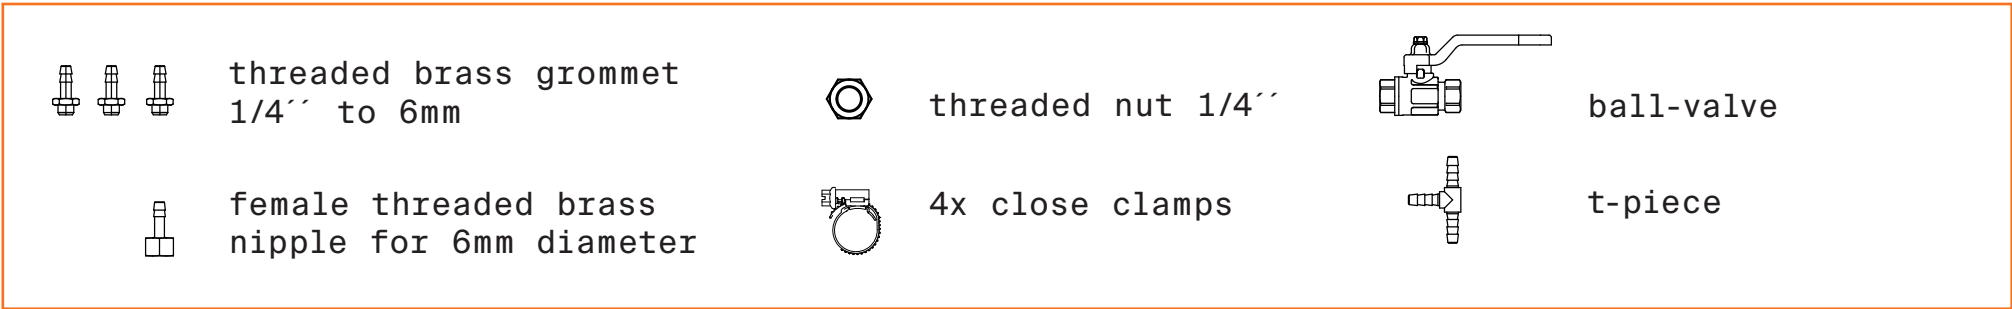 threaded brass grommet
1/4´´ to 6mm
threaded nut 1/4´´
ball-valve
female threaded brass
nipple for 6mm diameter
4x close clamps
t-piece